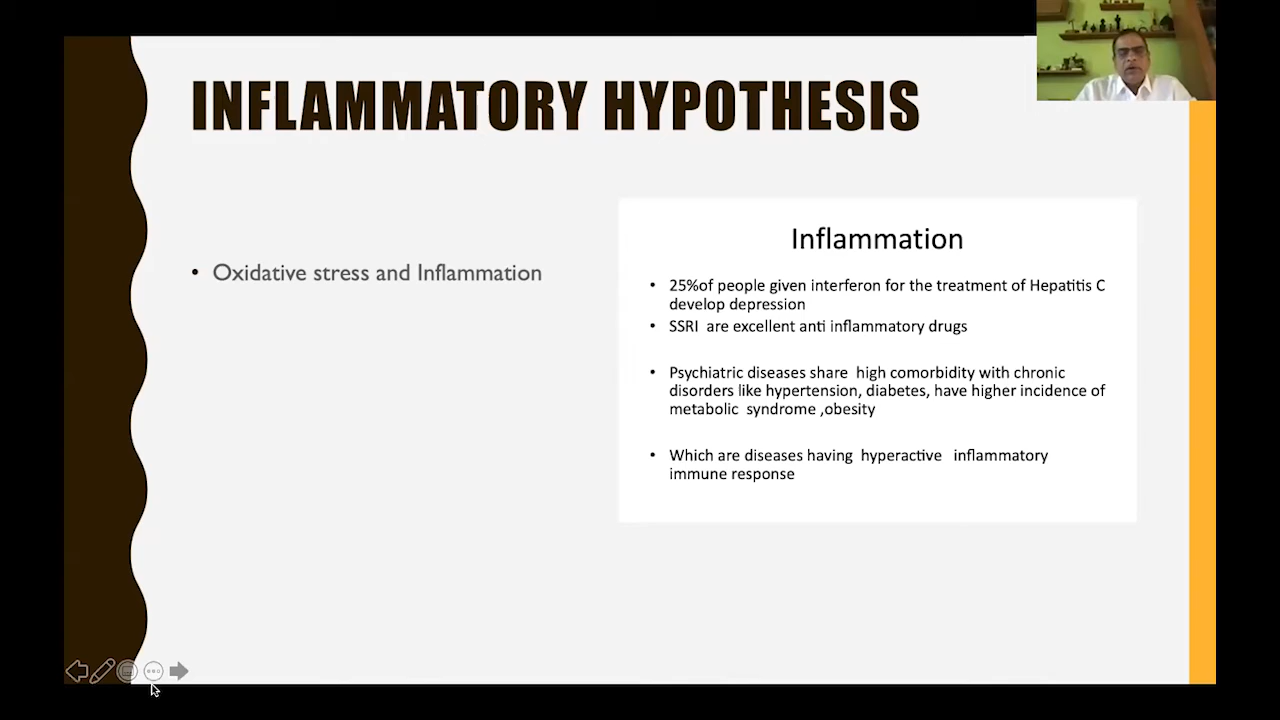 INFLAMMATORY HYPOTHESIS
• Oxidative stress and Inflammation
Inflammation
• 25%of people given interferon for the treatment of Hepatitis C
develop depression
• SSRI are excellent anti inflammatory drugs
• Psychiatric diseases share high comorbidity with chronic
disorders like hypertension, diabetes, have higher incidence of
metabolic syndrome ,obesity
• Which are diseases having hyperactive inflammatory
immune response